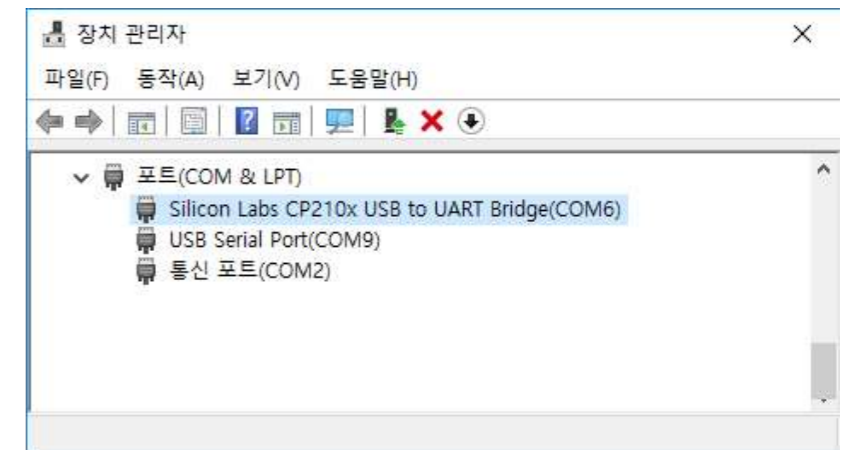 장치 관리자
파일(F) 동작(A) 보기(V) 도움말(H)
포트(COM & LPT)
Silicon Labs CP210x USB to UART Bridge(COM6)
USB Serial Port(COM9)
통신 포트(COM2)